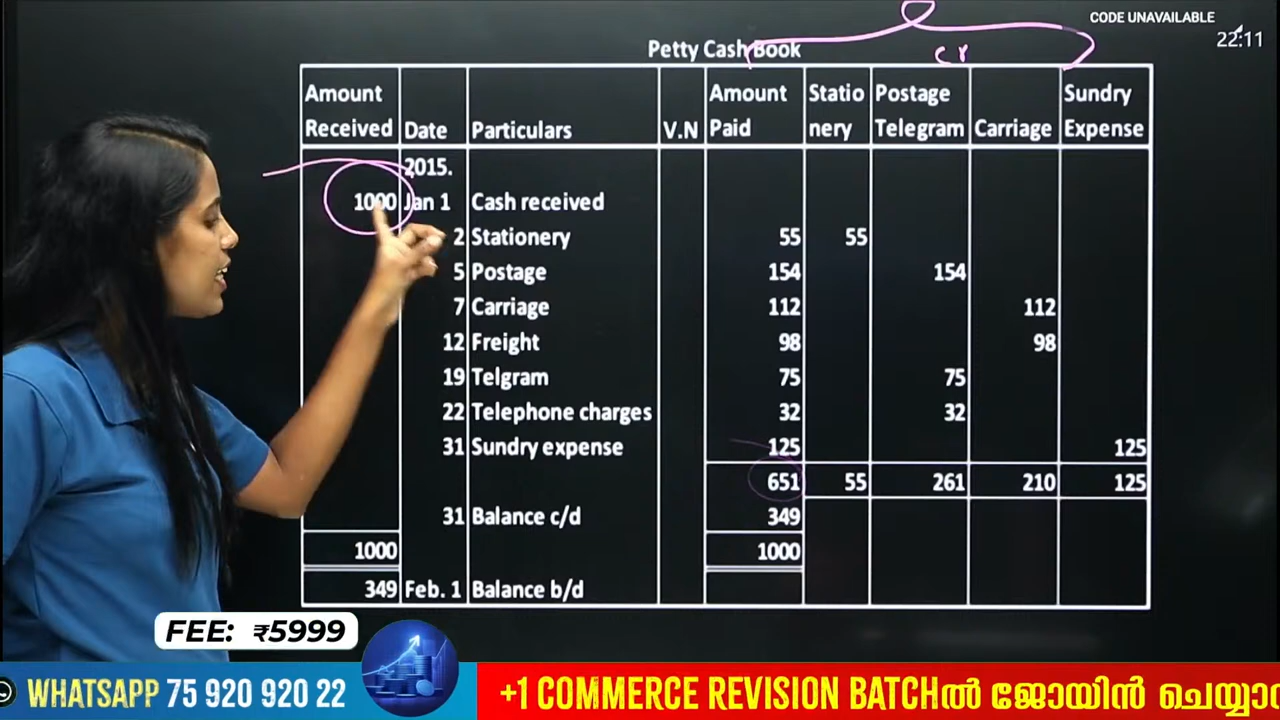 CODE UNAVAILABLE
22:11
Petty Cash Book
cr
Amount Received Date Particulars V.N Amount Paid Statio nery Postage Telegram Carriage Sundry Expense
2015.
1000 Jan 1 Cash received
2 Stationery 55 55
5 Postage 154 154
7 Carriage 112 112
12 Freight 98 98
19 Telgram 75 75
22 Telephone charges 32 32
31 Sundry expense 125 125
651 55 261 210 125
31 Balance c/d 349
1000 1000
349 Feb. 1 Balance b/d
FEE: ₹5999
WHATSAPP 75 920 920 22
+1 COMMERCE REVISION BATCHൽ ജോയിൻ